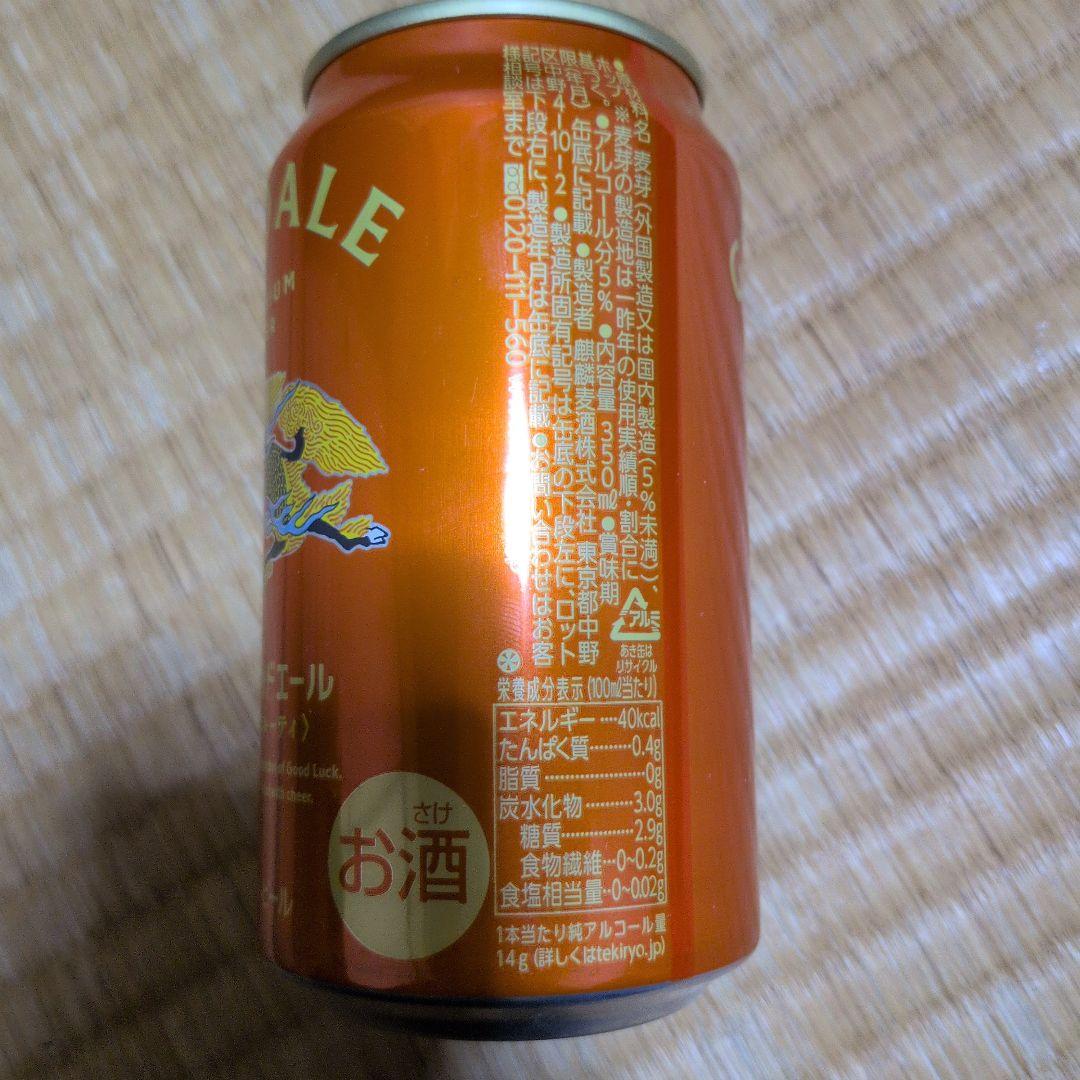 ALE
ドエール
ーティ〉
of Good Luck,
cheer.
ール
さけ
お酒
麦芽(外国製造又は国内製造(5%未満))、
ホップ ※麦芽の製造地は一昨年の使用実績順・割合に
基づく。●アルコール分5% ●内容量 350ml ●賞味期
限(年月) 缶底に記載 ●製造者 麒麟麦酒株式会社 東京都中野
区中野4-10-2 ●製造所固有記号は缶底の下段左に、ロット
記号は下段右に、製造年月は缶底に記載 ●お問い合わせはお客
様相談室まで 0120-111-560
アルミ
あき缶は
リサイクル
栄養成分表示(100ml当たり)
エネルギー‥‥40kcal
たんぱく質………0.4g
脂質……………………0g
炭水化物…………3.0g
糖質………………2.9g
食物繊維…0~0.2g
食塩相当量‥0~0.02g
1本当たり純アルコール量
14g(詳しくはtekiryo.jp)